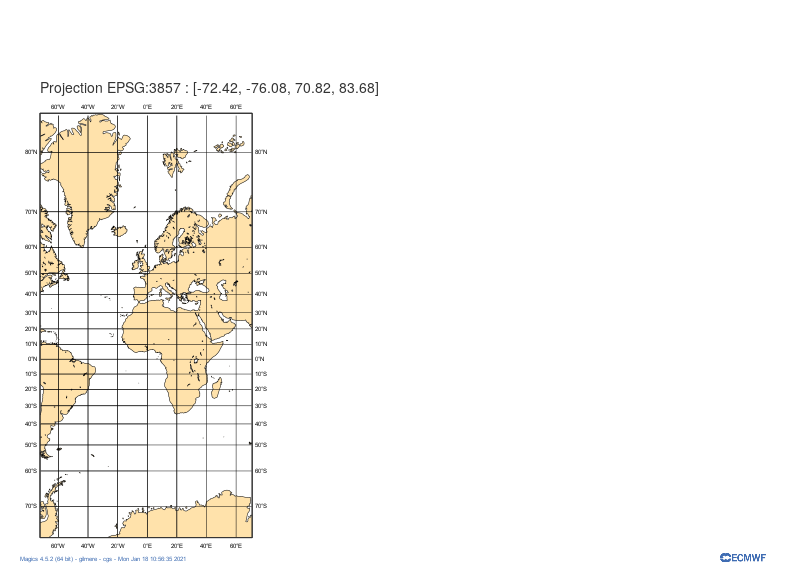 Projection EPSG:3857 : [-72.42, -76.08, 70.82, 83.68]
60°W 40°W 20°W 0°E 20°E 40°E 60°E
80°N 80°N
70°N 70°N
60°N 60°N
50°N 50°N
40°N 40°N
30°N 30°N
20°N 20°N
10°N 10°N
0°N 0°N
10°S 10°S
20°S 20°S
30°S 30°S
40°S 40°S
50°S 50°S
60°S 60°S
70°S 70°S
60°W 40°W 20°W 0°E 20°E 40°E 60°E
Magics 4.5.2 (64 bit) - gilmere - cgs - Mon Jan 18 10:56:35 2021
ECMWF